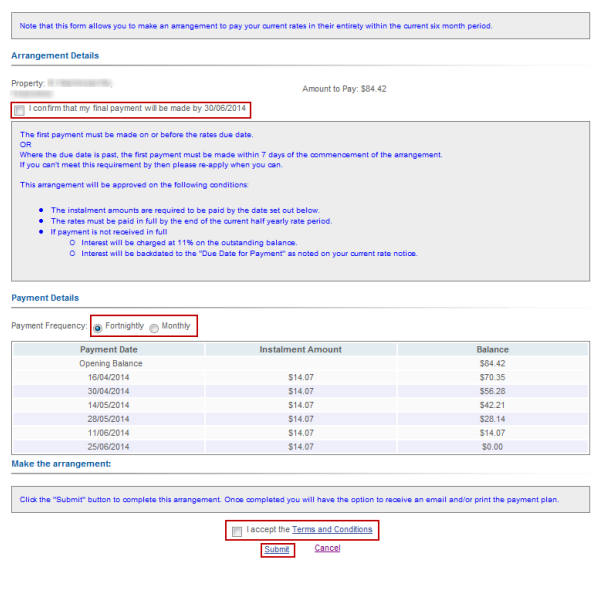 Note that this form allows you to make an arrangement to pay your current rates in their entirety within the current six month period.
Arrangement Details
Property:
Amount to Pay: $84.42
I confirm that my final payment will be made by 30/06/2014
The first payment must be made on or before the rates due date.
OR
Where the due date is past, the first payment must be made within 7 days of the commencement of the arrangement.
If you can't meet this requirement by then please re-apply when you can.
This arrangement will be approved on the following conditions:
The instalment amounts are required to be paid by the date set out below.
The rates must be paid in full by the end of the current half yearly rate period.
If payment is not received in full
Interest will be charged at 11% on the outstanding balance.
Interest will be backdated to the "Due Date for Payment" as noted on your current rate notice.
Payment Details
Payment Frequency: Fortnightly Monthly
Payment Date Instalment Amount Balance
Opening Balance $84.42
16/04/2014 $14.07 $70.35
30/04/2014 $14.07 $56.28
14/05/2014 $14.07 $42.21
28/05/2014 $14.07 $28.14
11/06/2014 $14.07 $14.07
25/06/2014 $14.07 $0.00
Make the arrangement:
Click the "Submit" button to complete this arrangement. Once completed you will have the option to receive an email and/or print the payment plan.
I accept the Terms and Conditions
Submit Cancel